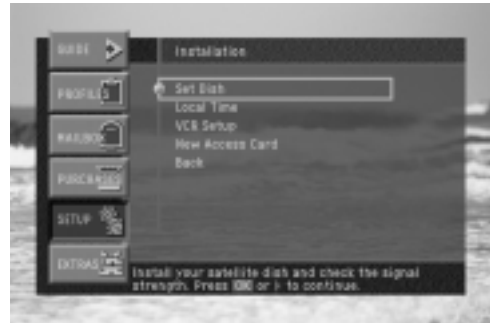 GUIDE
Installation
PROFILES
Set Dish
Local Time
MAILBOX
VCR Setup
New Access Card
Back
PURCHASES
SETUP
EXTRAS
Install your satellite dish and check the signal
strength. Press OK or to continue.